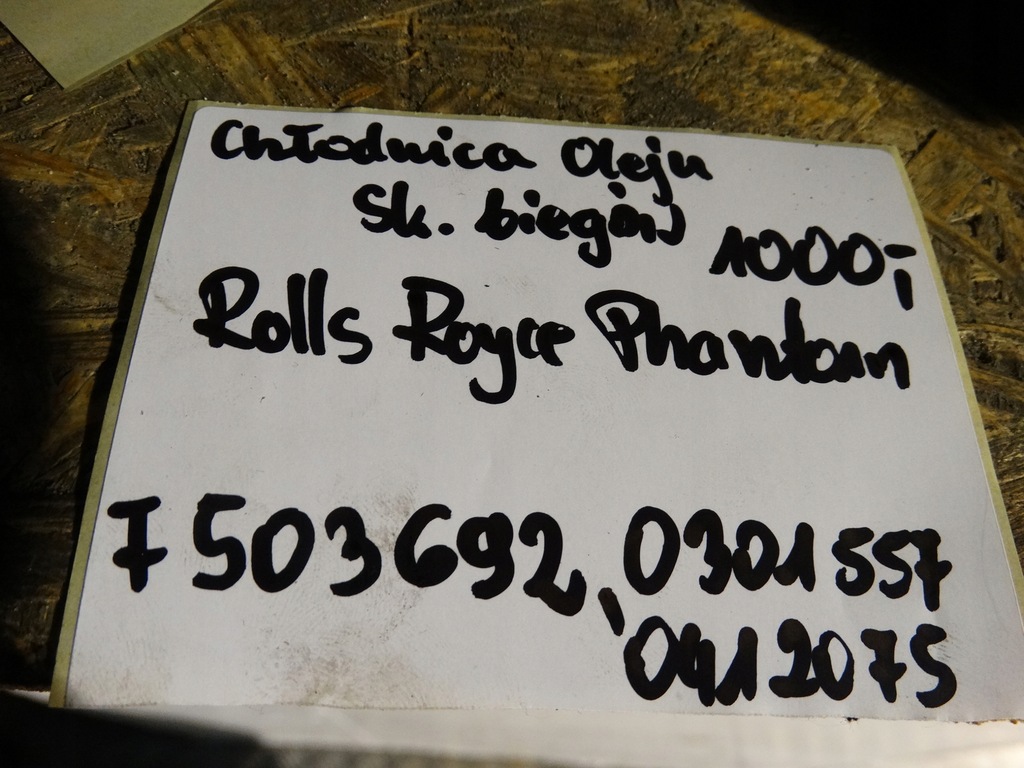 Chłodnica Oleju
Sk. biegów 1000,-
Rolls Royce Phantom
7503692, 0301557
0412075